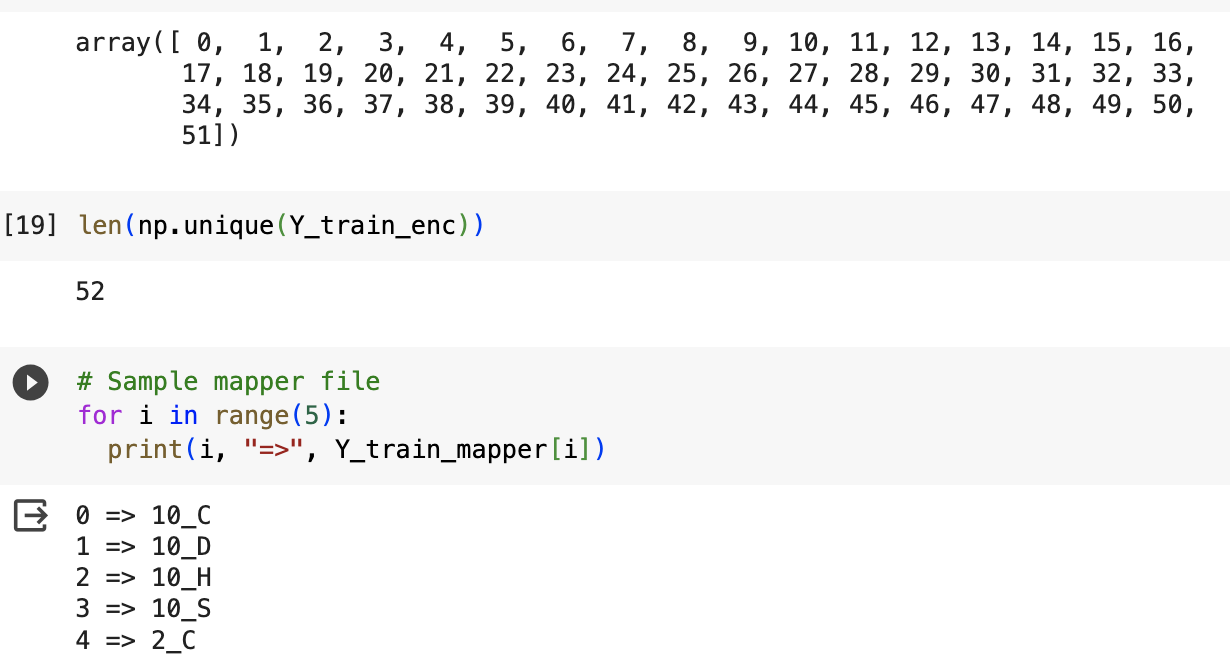 array([ 0,  1,  2,  3,  4,  5,  6,  7,  8,  9, 10, 11, 12, 13, 14, 15, 16,
       17, 18, 19, 20, 21, 22, 23, 24, 25, 26, 27, 28, 29, 30, 31, 32, 33,
       34, 35, 36, 37, 38, 39, 40, 41, 42, 43, 44, 45, 46, 47, 48, 49, 50,
       51])
[19] len(np.unique(Y_train_enc))
52
# Sample mapper file
for i in range(5):
  print(i, "=>", Y_train_mapper[i])
0 => 10_C
1 => 10_D
2 => 10_H
3 => 10_S
4 => 2_C